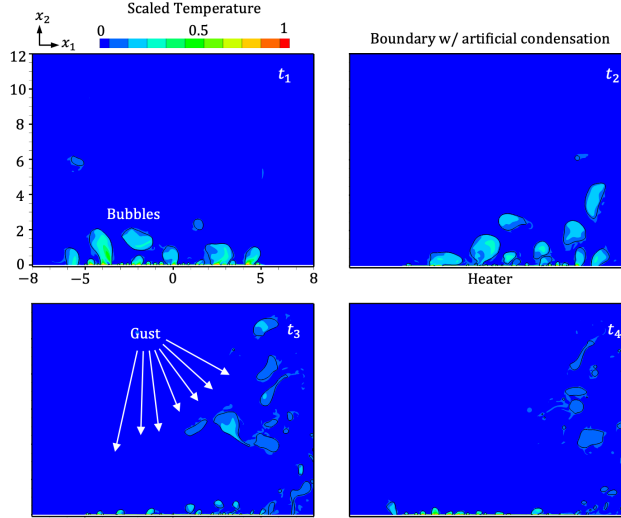 Scaled Temperature
x₂
x₁
0 0.5 1
Boundary w/ artificial condensation
12
10
8
6
4
2
0
t₁
Bubbles
−8 −5 0 5 8
t₂
Heater
Gust
t₃
t₄